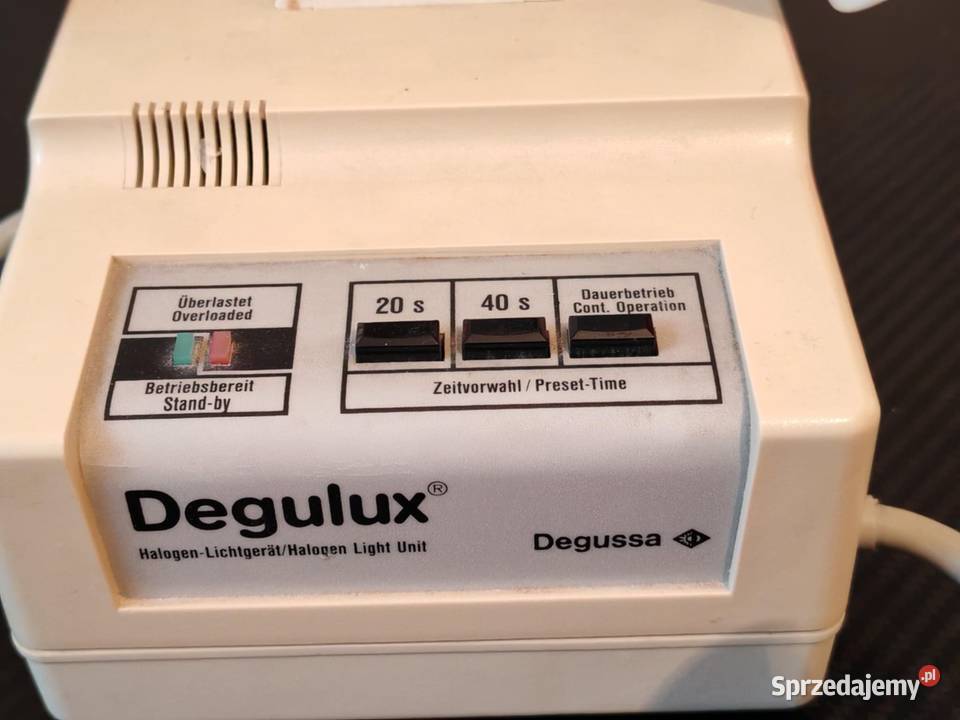 Überlastet
Overloaded
Betriebsbereit
Stand-by
20 s
40 s
Dauerbetrieb
Cont. Operation
Zeitvorwahl / Preset-Time
Degulux®
Halogen-Lichtgerät/Halogen Light Unit
Degussa
Sprzedajemy.pl